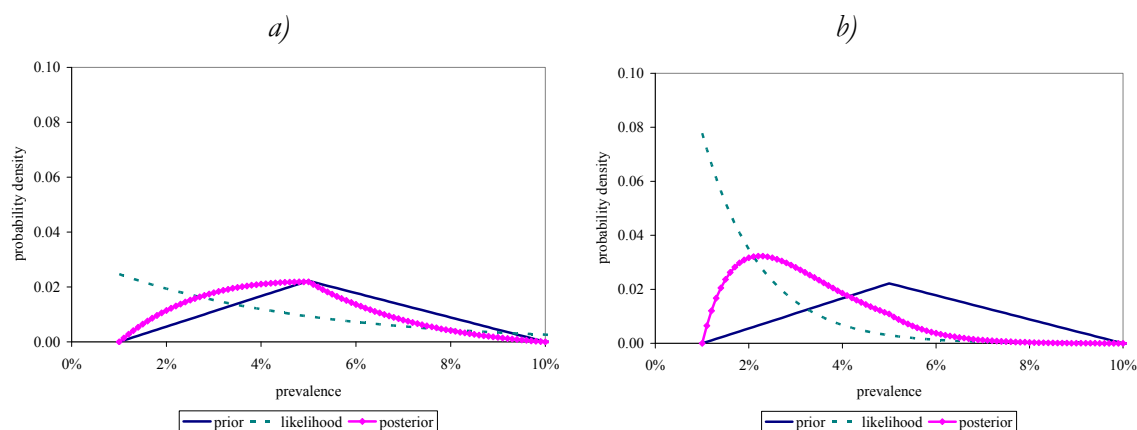 a)
0.10
0.08
0.06
0.04
0.02
0.00
probability density
0% 2% 4% 6% 8% 10%
prevalence
prior likelihood posterior
b)
0.10
0.08
0.06
0.04
0.02
0.00
probability density
0% 2% 4% 6% 8% 10%
prevalence
prior likelihood posterior